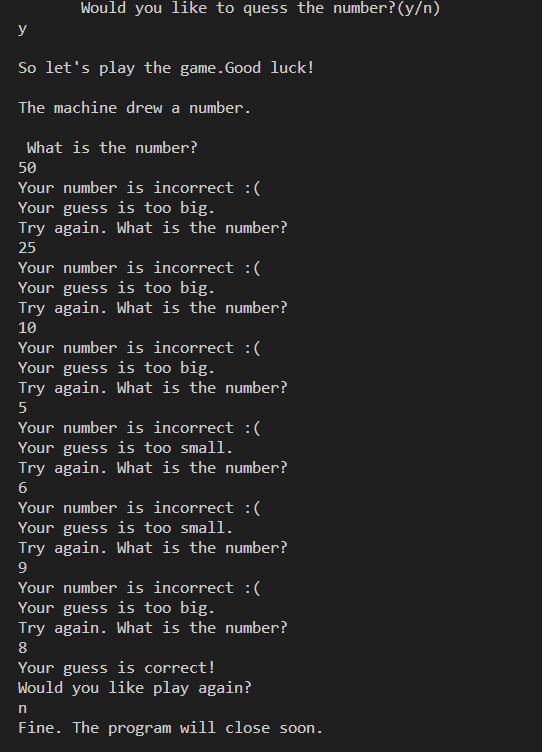 Would you like to quess the number?(y/n)
y
So let's play the game.Good luck!
The machine drew a number.
What is the number?
50
Your number is incorrect :(
Your guess is too big.
Try again. What is the number?
25
Your number is incorrect :(
Your guess is too big.
Try again. What is the number?
10
Your number is incorrect :(
Your guess is too big.
Try again. What is the number?
5
Your number is incorrect :(
Your guess is too small.
Try again. What is the number?
6
Your number is incorrect :(
Your guess is too small.
Try again. What is the number?
9
Your number is incorrect :(
Your guess is too big.
Try again. What is the number?
8
Your guess is correct!
Would you like play again?
n
Fine. The program will close soon.